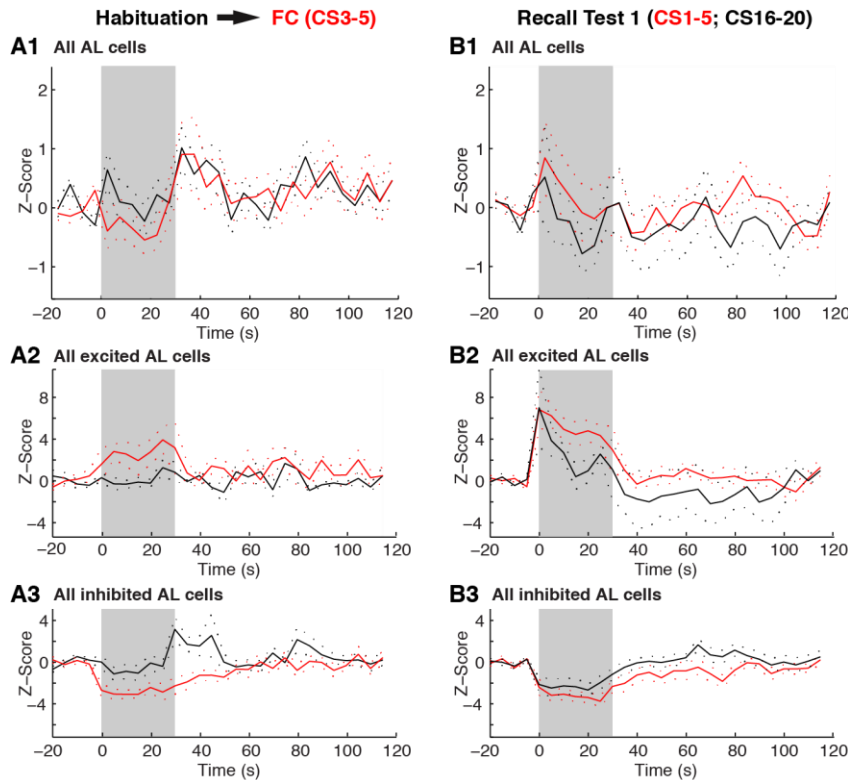 Habituation → FC (CS3-5)
Recall Test 1 (CS1-5; CS16-20)
A1 All AL cells
Z-Score
2
1
0
−1
−20 0 20 40 60 80 100 120
Time (s)
B1 All AL cells
Z-Score
2
1
0
−1
−20 0 20 40 60 80 100 120
Time (s)
A2 All excited AL cells
Z-Score
8
4
0
−4
−20 0 20 40 60 80 100 120
Time (s)
B2 All excited AL cells
Z-Score
8
4
0
−4
−20 0 20 40 60 80 100 120
Time (s)
A3 All inhibited AL cells
Z-Score
4
0
−4
−20 0 20 40 60 80 100 120
Time (s)
B3 All inhibited AL cells
Z-Score
4
0
−4
−20 0 20 40 60 80 100 120
Time (s)